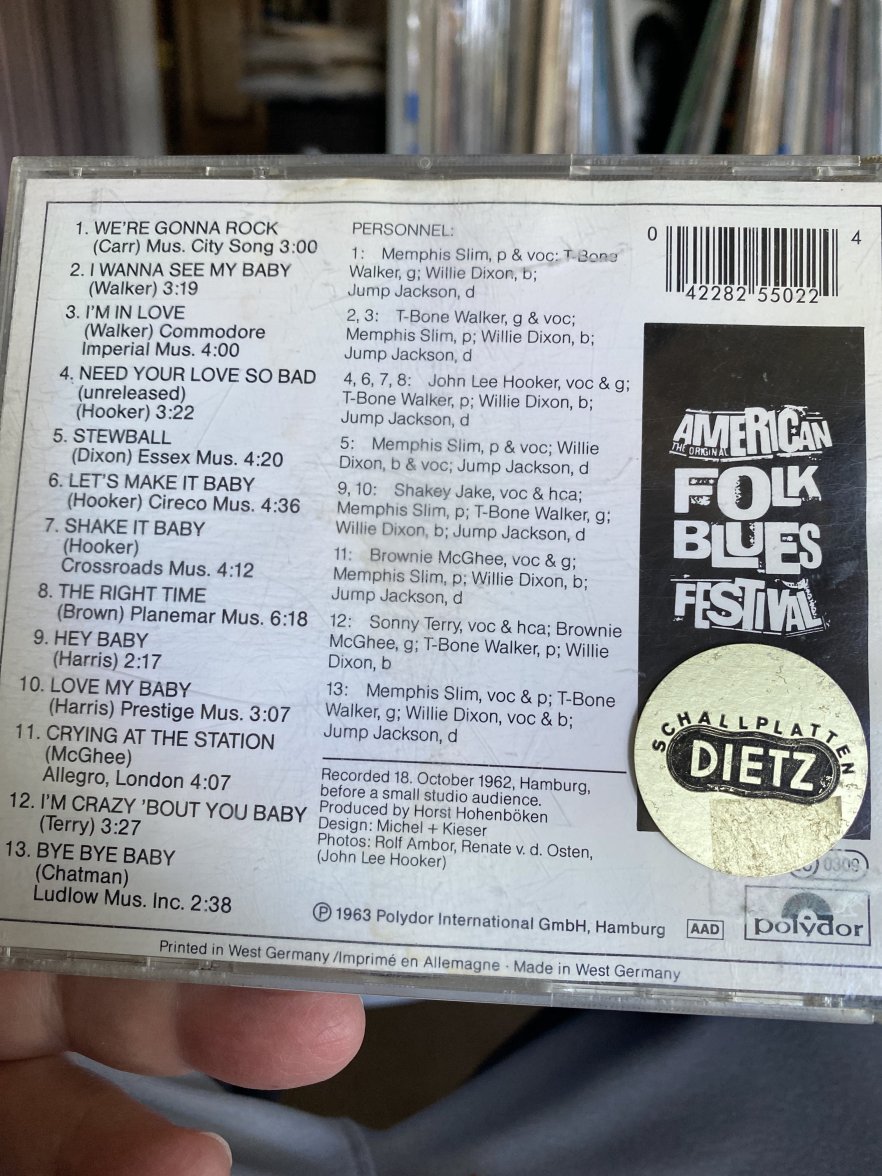 1. WE'RE GONNA ROCK
(Carr) Mus. City Song 3:00
2. I WANNA SEE MY BABY
(Walker) 3:19
3. I'M IN LOVE
(Walker) Commodore
Imperial Mus. 4:00
4. NEED YOUR LOVE SO BAD
(unreleased)
(Hooker) 3:22
5. STEWBALL
(Dixon) Essex Mus. 4:20
6. LET'S MAKE IT BABY
(Hooker) Cireco Mus. 4:36
7. SHAKE IT BABY
(Hooker)
Crossroads Mus. 4:12
8. THE RIGHT TIME
(Brown) Planemar Mus. 6:18
9. HEY BABY
(Harris) 2:17
10. LOVE MY BABY
(Harris) Prestige Mus. 3:07
11. CRYING AT THE STATION
(McGhee)
Allegro, London 4:07
12. I'M CRAZY 'BOUT YOU BABY
(Terry) 3:27
13. BYE BYE BABY
(Chatman)
Ludlow Mus. Inc. 2:38
PERSONNEL:
1: Memphis Slim, p & voc: T-Bone
Walker, g; Willie Dixon, b;
Jump Jackson, d
2, 3: T-Bone Walker, g & voc;
Memphis Slim, p; Willie Dixon, b;
Jump Jackson, d
4, 6, 7, 8: John Lee Hooker, voc & g;
T-Bone Walker, p; Willie Dixon, b;
Jump Jackson, d
5: Memphis Slim, p & voc; Willie
Dixon, b & voc; Jump Jackson, d
9, 10: Shakey Jake, voc & hca;
Memphis Slim, p; T-Bone Walker, g;
Willie Dixon, b; Jump Jackson, d
11: Brownie McGhee, voc & g;
Memphis Slim, p; Willie Dixon, b;
Jump Jackson, d
12: Sonny Terry, voc & hca; Brownie
McGhee, g; T-Bone Walker, p; Willie
Dixon, b
13: Memphis Slim, voc & p; T-Bone
Walker, g; Willie Dixon, voc & b;
Jump Jackson, d
Recorded 18. October 1962, Hamburg,
before a small studio audience.
Produced by Horst Hohenböken
Design: Michel + Kieser
Photos: Rolf Ambor, Renate v. d. Osten,
(John Lee Hooker)
℗ 1963 Polydor International GmbH, Hamburg
AAD
polydor
Printed in West Germany /Imprimé en Allemagne · Made in West Germany
0 42282 55022 4
THE ORIGINAL
AMERICAN
FOLK
BLUES
FESTIVAL
SCHALLPLATTEN
DIETZ
0309